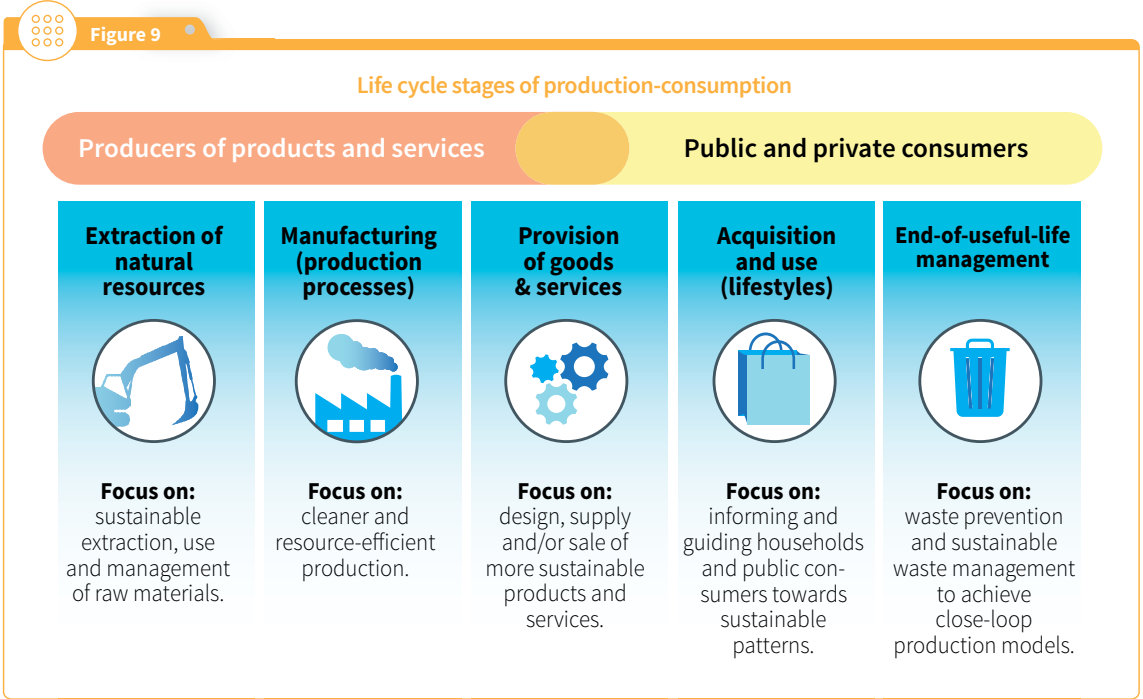 Figure 9
Life cycle stages of production-consumption
Producers of products and services
Public and private consumers
Extraction of
natural
resources
Focus on:
sustainable
extraction, use
and management
of raw materials.
Manufacturing
(production
processes)
Focus on:
cleaner and
resource-efficient
production.
Provision
of goods
& services
Focus on:
design, supply
and/or sale of
more sustainable
products and
services.
Acquisition
and use
(lifestyles)
Focus on:
informing and
guiding households
and public con-
sumers towards
sustainable
patterns.
End-of-useful-life
management
Focus on:
waste prevention
and sustainable
waste management
to achieve
close-loop
production models.